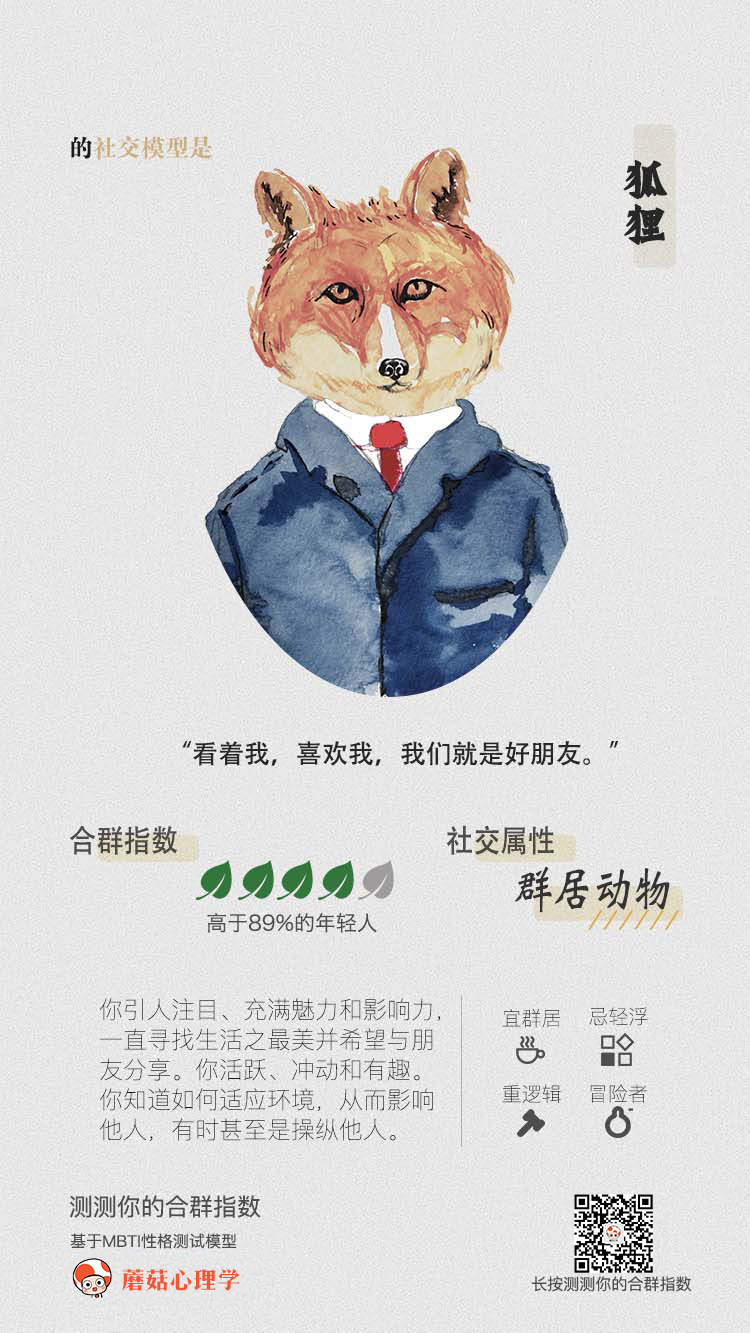 的社交模型是
狐狸
“看着我，喜欢我，我们就是好朋友。”
合群指数
高于89%的年轻人
社交属性
群居动物
你引人注目、充满魅力和影响力，
一直寻找生活之最美并希望与朋
友分享。你活跃、冲动和有趣。
你知道如何适应环境，从而影响
他人，有时甚至是操纵他人。
宜群居 忌轻浮
重逻辑 冒险者
测测你的合群指数
基于MBTI性格测试模型
蘑菇心理学
长按测测你的合群指数